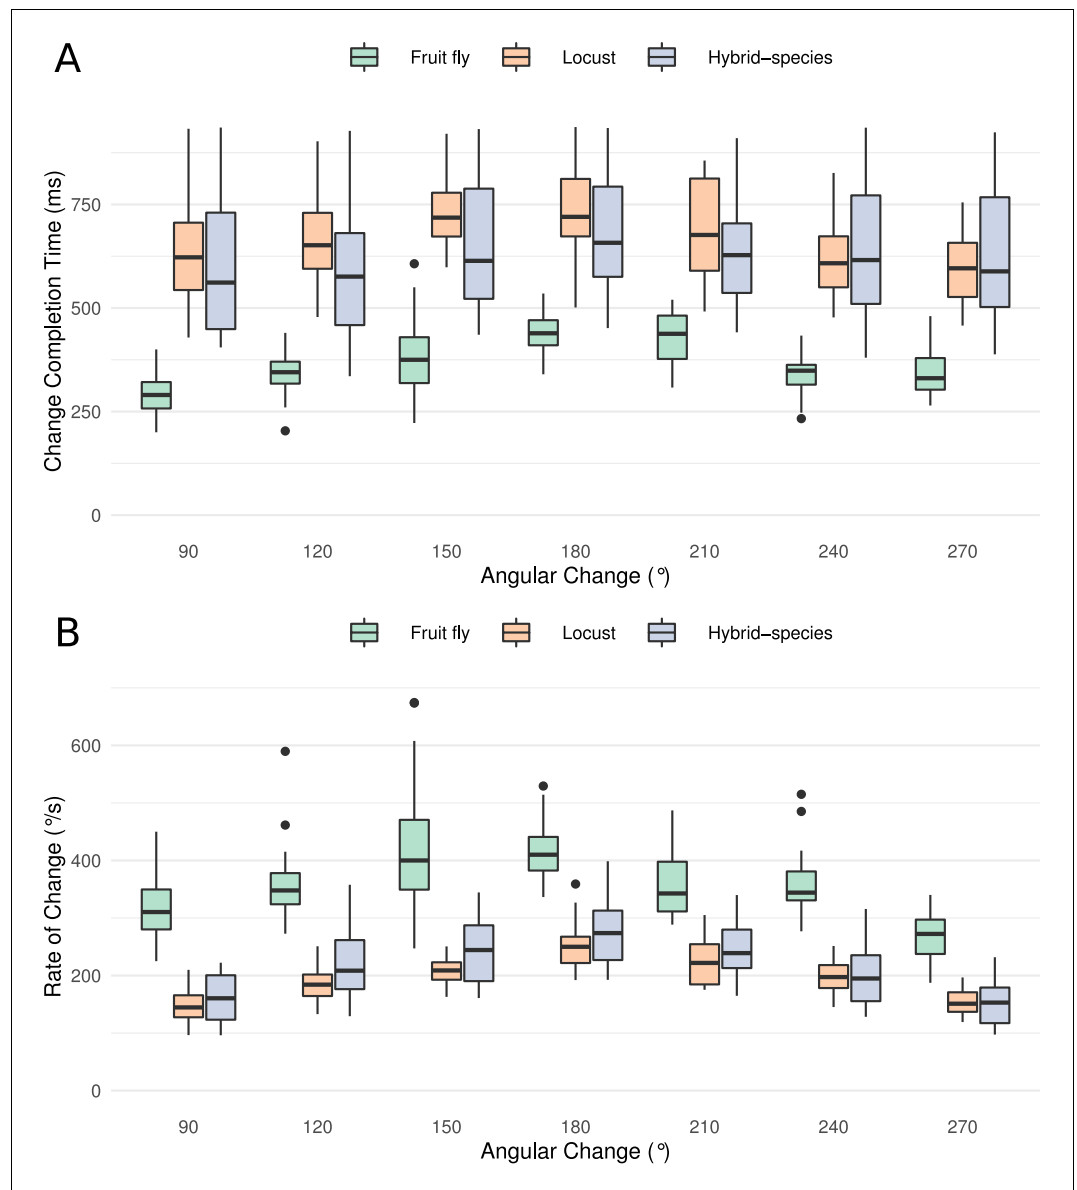 A
Fruit fly Locust Hybrid–species
Change Completion Time (ms)
750
500
250
0
90 120 150 180 210 240 270
Angular Change (°)
B
Fruit fly Locust Hybrid–species
Rate of Change (°/s)
600
400
200
0
90 120 150 180 210 240 270
Angular Change (°)